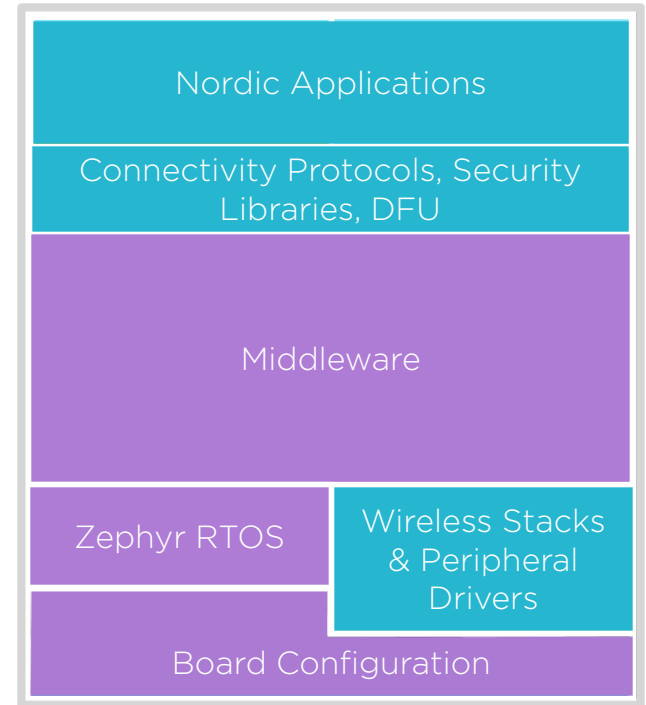 Nordic Applications
Connectivity Protocols, Security
Libraries, DFU
Middleware
Zephyr RTOS
Wireless Stacks
& Peripheral
Drivers
Board Configuration